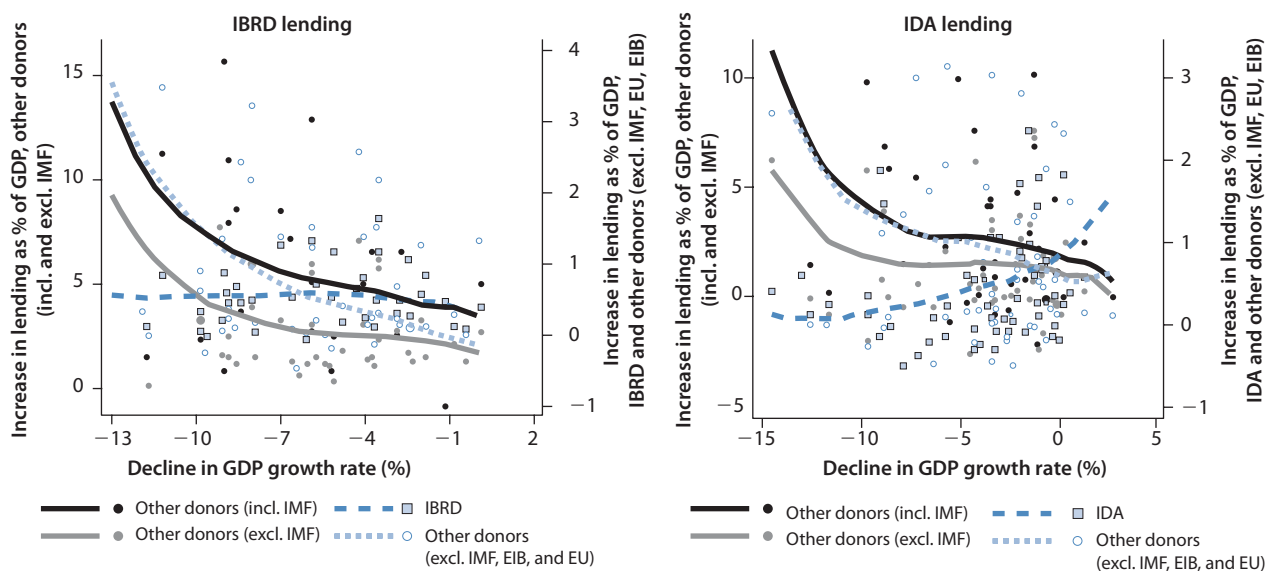 IBRD lending
Increase in lending as % of GDP, other donors
(incl. and excl. IMF)
15
10
5
0
4
3
2
1
0
−1
Increase in lending as % of GDP,
IBRD and other donors (excl. IMF, EU, EIB)
−13
−10
−7
−4
−1
2
Decline in GDP growth rate (%)
Other donors (incl. IMF)
IBRD
Other donors (excl. IMF)
Other donors
(excl. IMF, EIB, and EU)
IDA lending
Increase in lending as % of GDP, other donors
(incl. and excl. IMF)
10
5
0
−5
3
2
1
0
−1
Increase in lending as % of GDP,
IDA and other donors (excl. IMF, EU, EIB)
−15
−10
−5
0
5
Decline in GDP growth rate (%)
Other donors (incl. IMF)
IDA
Other donors (excl. IMF)
Other donors
(excl. IMF, EIB, and EU)